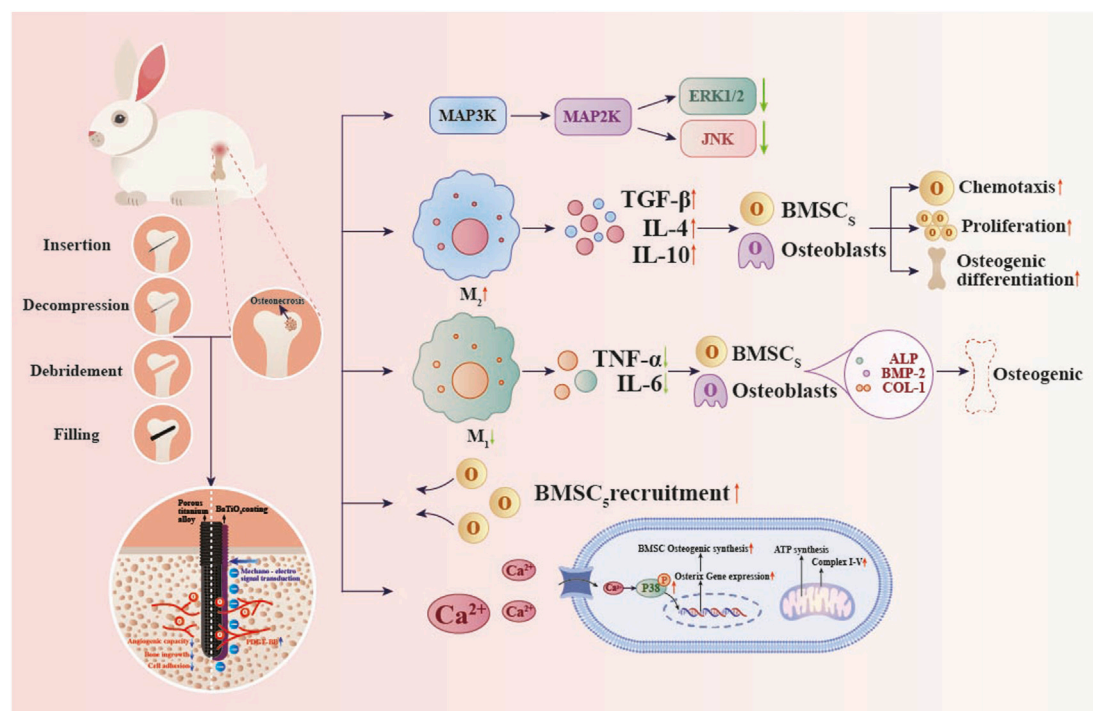 MAP3K
MAP2K
ERK1/2
JNK
TGF-β
IL-4
IL-10
BMSCS
Osteoblasts
Chemotaxis
Proliferation
Osteogenic
differentiation
M2
Insertion
Decompression
Debridement
Filling
Osteonecrosis
TNF-α
IL-6
BMSCS
Osteoblasts
ALP
BMP-2
COL-1
Osteogenic
M1
BMSCSrecruitment
Ca2+
Ca2+
Ca2+
BMSC Osteogenic synthesis
Osterix Gene expression
Ca2+
P38
P
ATP synthesis
Complex I-V
Porous
titanium
alloy
BaTiO3coating
Mechano - electro
signal transduction
Angiogenic capacity
Bone ingrowth
Cell adhesion